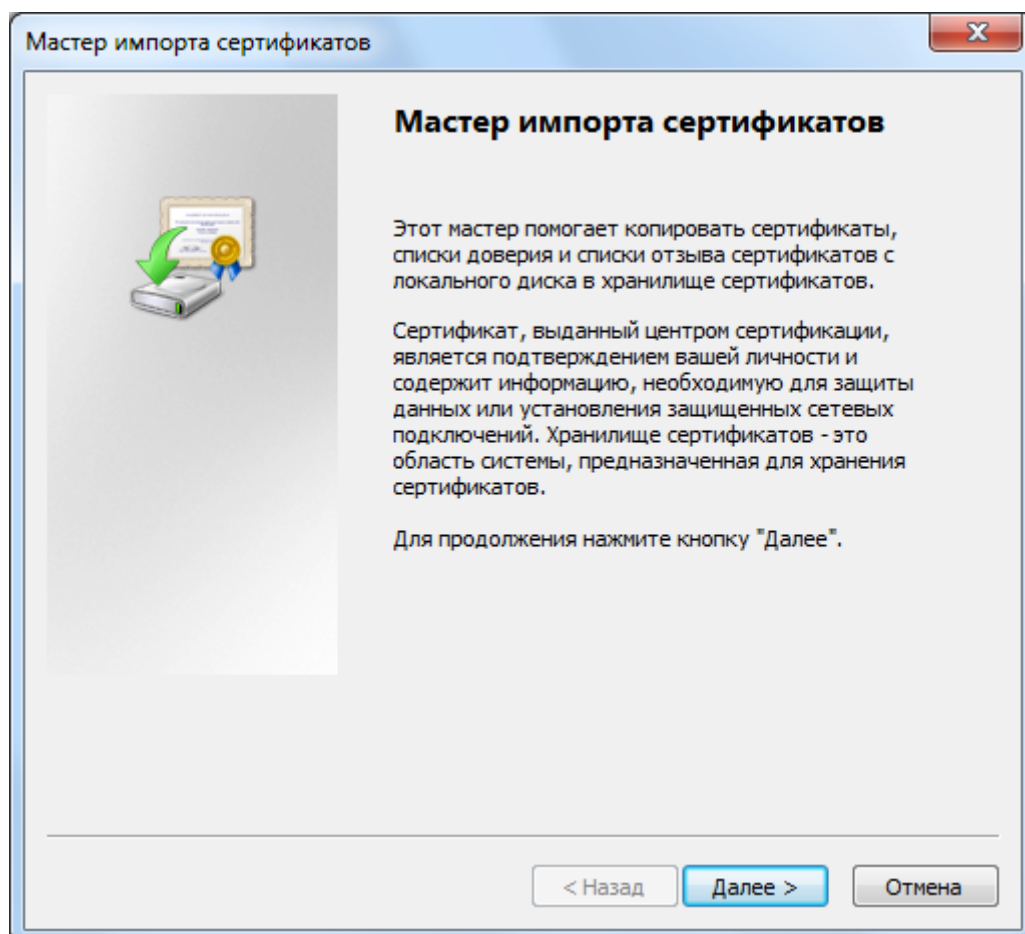 Мастер импорта сертификатов
Мастер импорта сертификатов
Этот мастер помогает копировать сертификаты,
списки доверия и списки отзыва сертификатов с
локального диска в хранилище сертификатов.
Сертификат, выданный центром сертификации,
является подтверждением вашей личности и
содержит информацию, необходимую для защиты
данных или установления защищенных сетевых
подключений. Хранилище сертификатов - это
область системы, предназначенная для хранения
сертификатов.
Для продолжения нажмите кнопку "Далее".
< Назад
Далее >
Отмена